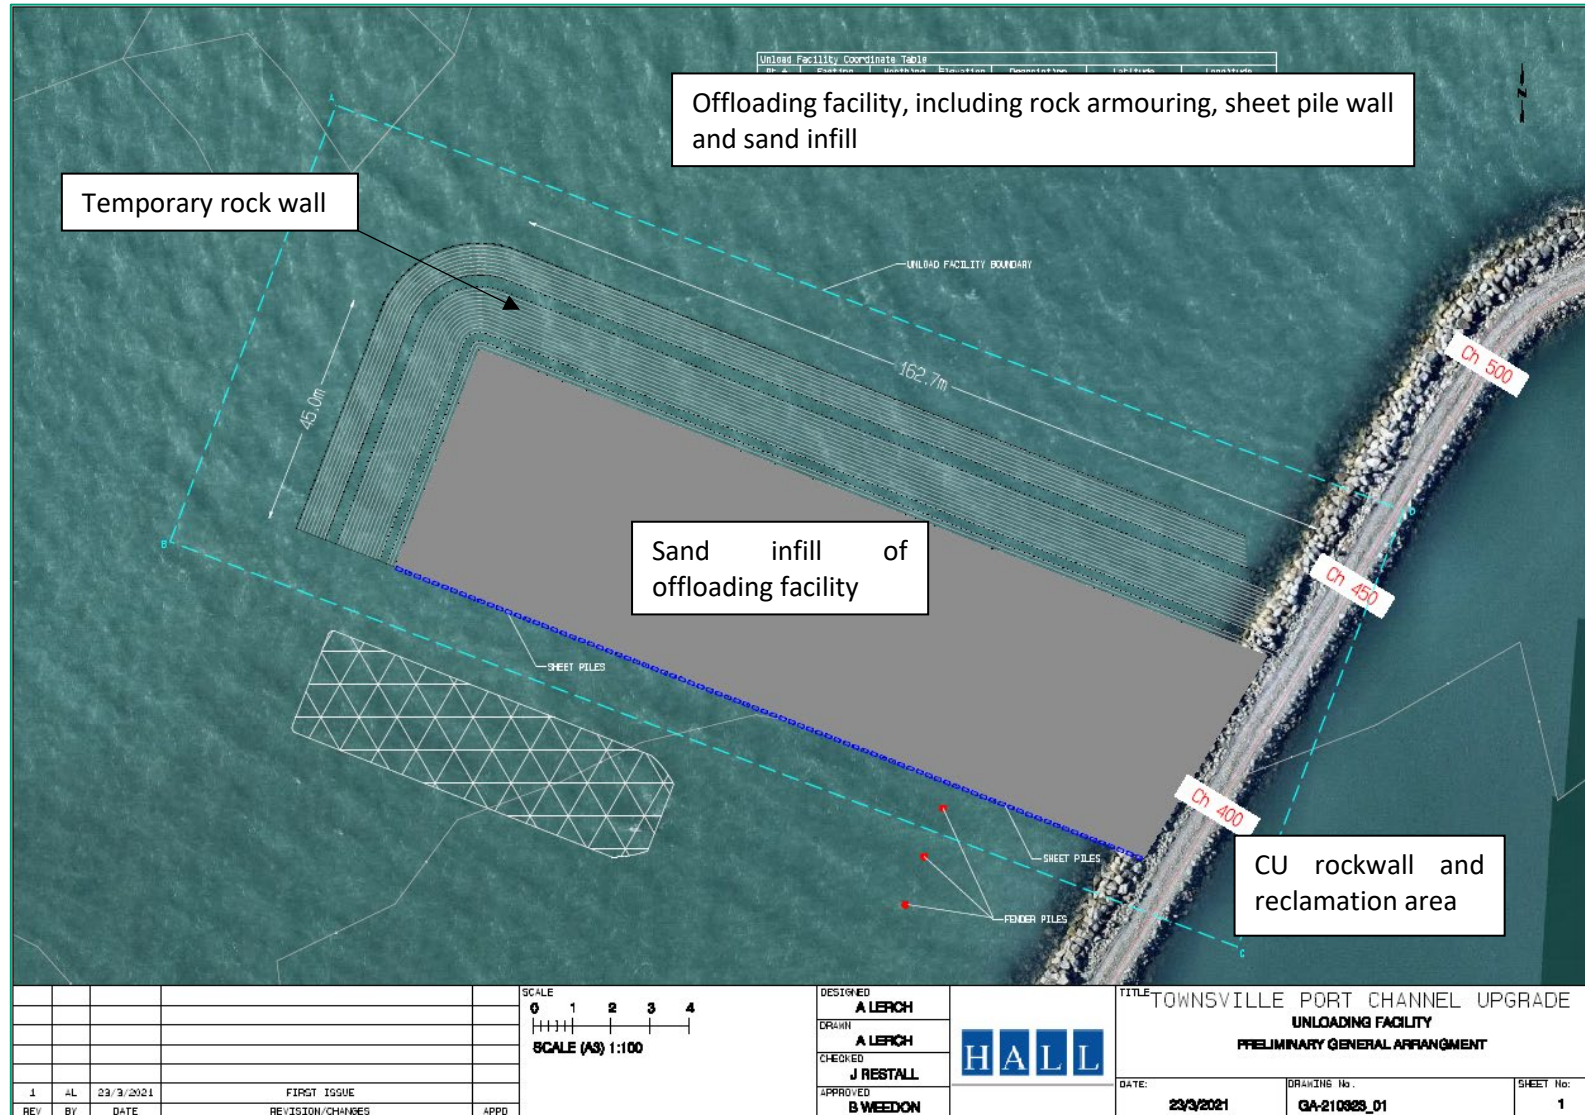 Unload Facility Coordinate Table
Offloading facility, including rock armouring, sheet pile wall
and sand infill
N
A
Temporary rock wall
UNLOAD FACILITY BOUNDARY
162.7m
45.0m
Ch 500
Ch 450
Ch 400
B
Sand infill of
offloading facility
SHEET PILES
SHEET PILES
FENDER PILES
CU rockwall and
reclamation area
C
SCALE
0 1 2 3 4
SCALE (A3) 1:100
DESIGNED
A LERCH
DRAWN
A LERCH
CHECKED
J RESTALL
APPROVED
B WEEDON
HALL
TITLE TOWNSVILLE PORT CHANNEL UPGRADE
UNLOADING FACILITY
PRELIMINARY GENERAL ARRANGMENT
DATE:
23/3/2021
DRAWING No.
GA-210323_01
SHEET No:
1
1 AL 23/3/2021 FIRST ISSUE
REV BY DATE REVISION/CHANGES APPD